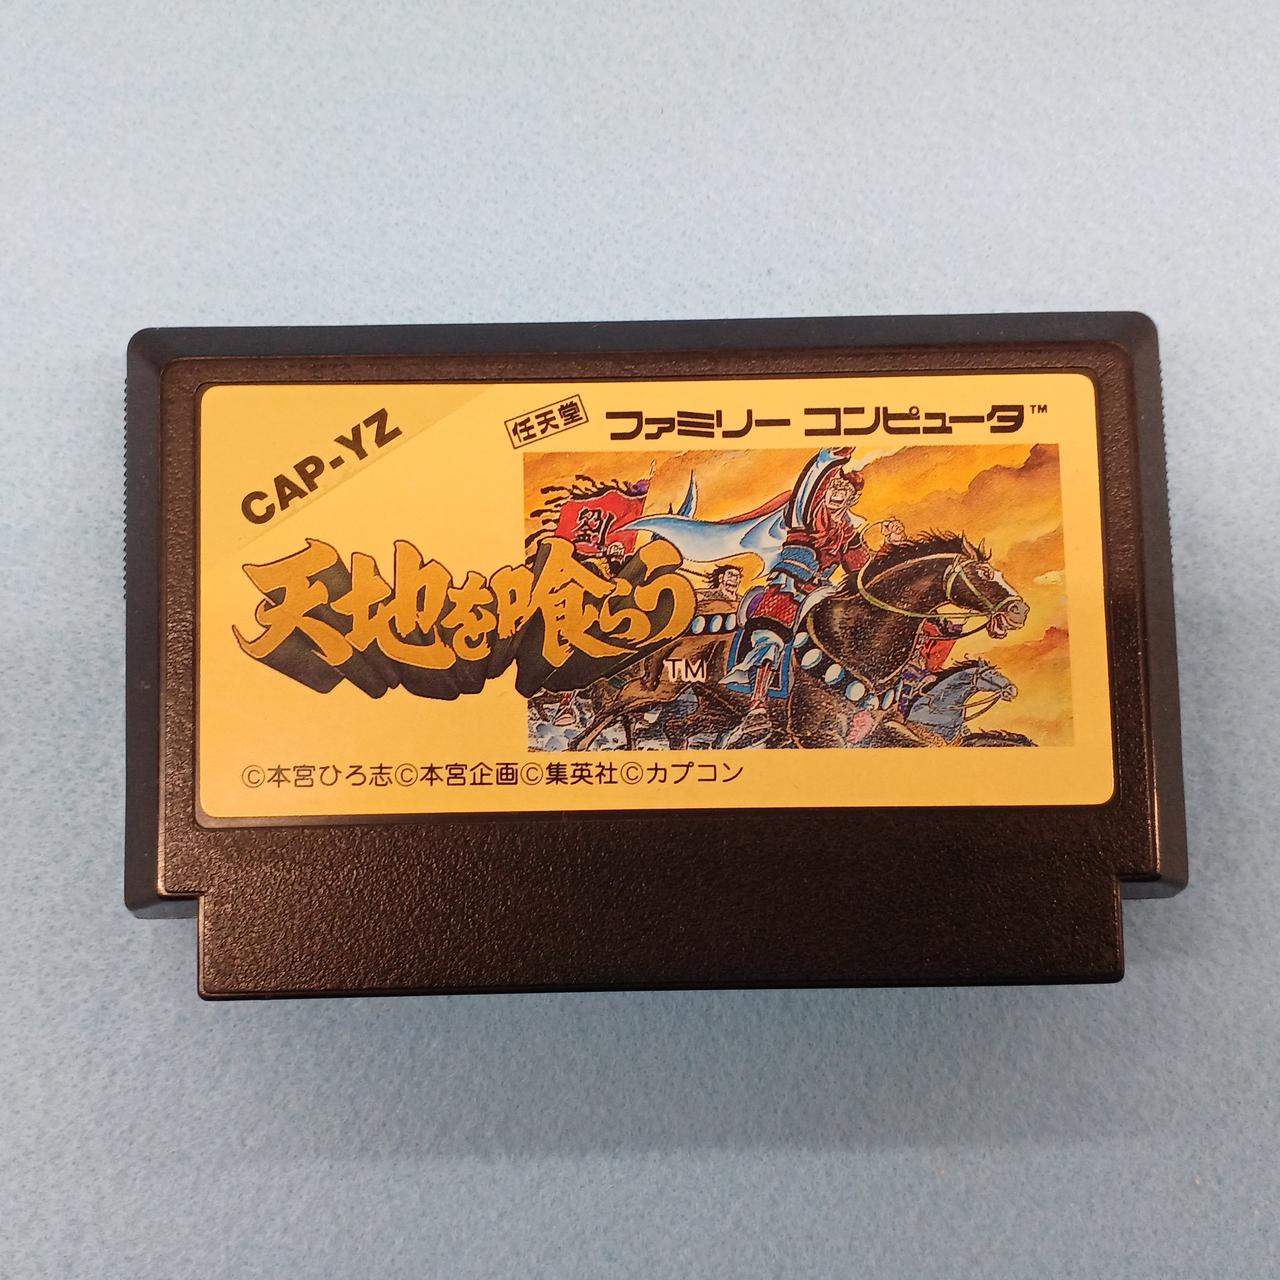 CAP-YZ
任天堂 ファミリー コンピュータ™
劉
天地を喰らう
TM
©本宮ひろ志©本宮企画©集英社©カプコン